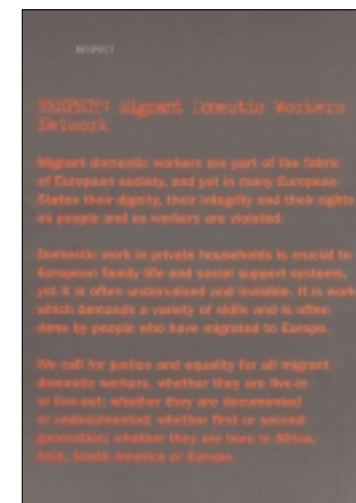 RESPECT
RESPECT: Migrant Domestic Workers
Network
Migrant domestic workers are part of the fabric
of European society, and yet in many European
States their dignity, their integrity and their rights
as people and as workers are violated.
Domestic work in private households is crucial to
European family life and social support systems,
yet it is often undervalued and invisible. It is work
which demands a variety of skills and is often
done by people who have migrated to Europe.
We call for justice and equality for all migrant
domestic workers, whether they are live-in
or live-out; whether they are documented
or undocumented; whether first or second
generation; whether they are born in Africa,
Asia, South America or Europe.